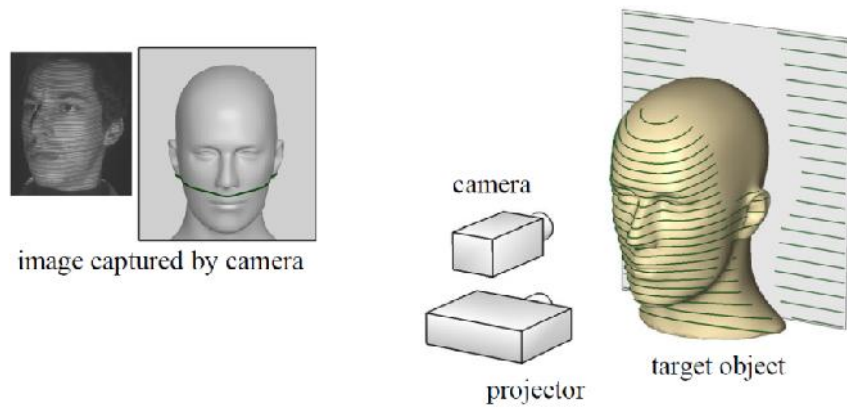 image captured by camera
camera
projector
target object